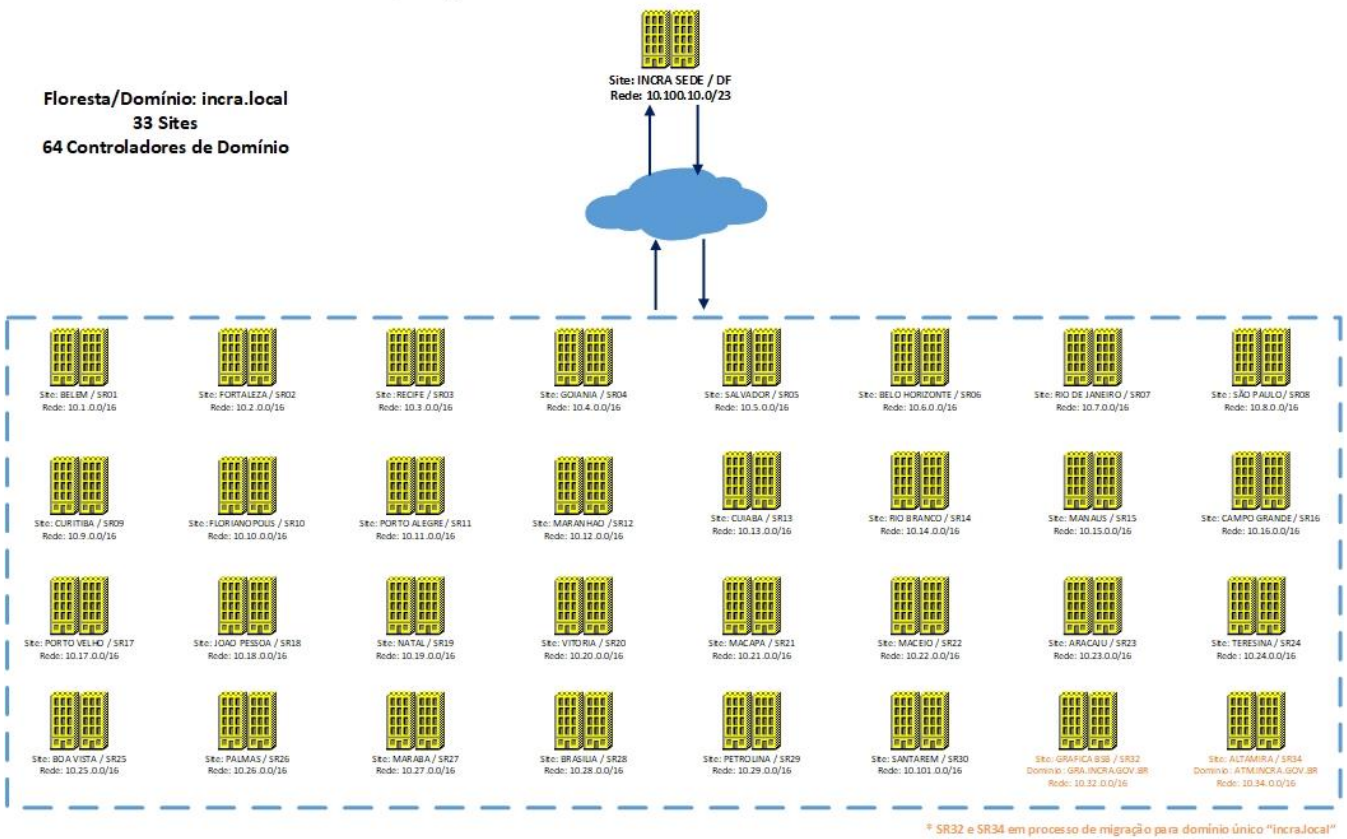 Site: INCRA SEDE / DF
Rede: 10.100.10.0/23
Floresta/Domínio: incra.local
33 Sites
64 Controladores de Domínio
Site: BELEM / SR01
Rede: 10.1.0.0/16
Site: FORTALEZA / SR02
Rede: 10.2.0.0/16
Site: RECIFE / SR03
Rede: 10.3.0.0/16
Site: GOIANIA / SR04
Rede: 10.4.0.0/16
Site: SALVADOR / SR05
Rede: 10.5.0.0/16
Site: BELO HORIZONTE / SR06
Rede: 10.6.0.0/16
Site: RIO DE JANEIRO / SR07
Rede: 10.7.0.0/16
Site: SÃO PAULO / SR08
Rede: 10.8.0.0/16
Site: CURITIBA / SR09
Rede: 10.9.0.0/16
Site: FLORIANOPOLIS / SR10
Rede: 10.10.0.0/16
Site: PORTO ALEGRE / SR11
Rede: 10.11.0.0/16
Site: MARANHAO / SR12
Rede: 10.12.0.0/16
Site: CUIABA / SR13
Rede: 10.13.0.0/16
Site: RIO BRANCO / SR14
Rede: 10.14.0.0/16
Site: MANAUS / SR15
Rede: 10.15.0.0/16
Site: CAMPO GRANDE / SR16
Rede: 10.16.0.0/16
Site: PORTO VELHO / SR17
Rede: 10.17.0.0/16
Site: JOAO PESSOA / SR18
Rede: 10.18.0.0/16
Site: NATAL / SR19
Rede: 10.19.0.0/16
Site: VITORIA / SR20
Rede: 10.20.0.0/16
Site: MACAPA / SR21
Rede: 10.21.0.0/16
Site: MACEIO / SR22
Rede: 10.22.0.0/16
Site: ARACAJU / SR23
Rede: 10.23.0.0/16
Site: TERESINA / SR24
Rede: 10.24.0.0/16
Site: BOA VISTA / SR25
Rede: 10.25.0.0/16
Site: PALMAS / SR26
Rede: 10.26.0.0/16
Site: MARABA / SR27
Rede: 10.27.0.0/16
Site: BRASILIA / SR28
Rede: 10.28.0.0/16
Site: PETROLINA / SR29
Rede: 10.29.0.0/16
Site: SANTAREM / SR30
Rede: 10.101.0.0/16
Site: GRAFICA BSB / SR32
Dominio: GRA.INCRA.GOV.BR
Rede: 10.32.0.0/16
Site: ALTAMIRA / SR34
Dominio: ATM.INCRA.GOV.BR
Rede: 10.34.0.0/16
* SR32 e SR34 em processo de migração para domínio único "incra.local"